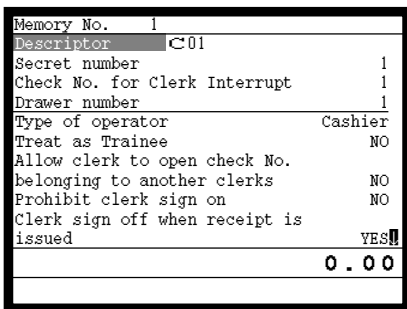 Memory No. 1
Descriptor C01
Secret number 1
Check No. for Clerk Interrupt 1
Drawer number 1
Type of operator Cashier
Treat as Trainee NO
Allow clerk to open check No.
belonging to another clerks NO
Prohibit clerk sign on NO
Clerk sign off when receipt is
issued YES
0.00